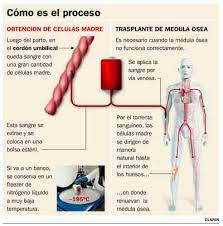 Cómo es el proceso
OBTENCION DE CELULAS MADRE
Luego del parto, en
el cordón umbilical
queda sangre con
una gran cantidad
de células madre.
Esta sangre se
extrae y se
coloca en una
bolsa estéril.
Si va a un banco,
se conserva en un
freezer de
nitrógeno líquido
a muy baja
temperatura.
-195ºC
TRASPLANTE DE MEDULA OSEA
Es necesario cuando la médula ósea
no funciona correctamente.
Se aplica la
sangre por
vía venosa.
Por el torrente
sanguíneo, las
células madre
se dirigen de
manera
natural hasta
el interior de
los huesos...
...en donde
renuevan la
médula ósea.
CLARIN